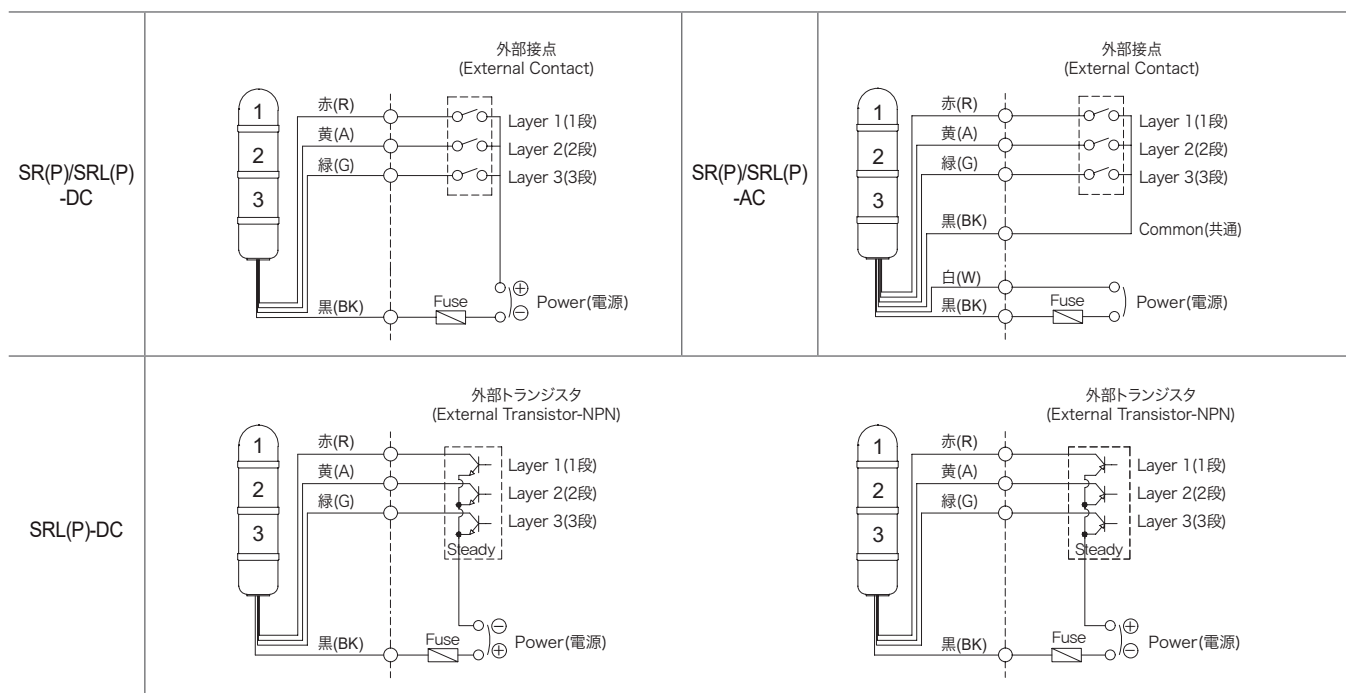 SR(P)/SRL(P)
-DC
外部接点
(External Contact)
1
2
3
赤(R)
黄(A)
緑(G)
Layer 1(1段)
Layer 2(2段)
Layer 3(3段)
黒(BK)
Fuse
⊕
⊖
Power(電源)
SR(P)/SRL(P)
-AC
外部接点
(External Contact)
1
2
3
赤(R)
黄(A)
緑(G)
Layer 1(1段)
Layer 2(2段)
Layer 3(3段)
黒(BK)
Common(共通)
白(W)
黒(BK)
Fuse
Power(電源)
SRL(P)-DC
外部トランジスタ
(External Transistor-NPN)
1
2
3
赤(R)
黄(A)
緑(G)
Layer 1(1段)
Layer 2(2段)
Layer 3(3段)
Steady
黒(BK)
Fuse
⊖
⊕
Power(電源)
外部トランジスタ
(External Transistor-NPN)
1
2
3
赤(R)
黄(A)
緑(G)
Layer 1(1段)
Layer 2(2段)
Layer 3(3段)
Steady
黒(BK)
Fuse
⊕
⊖
Power(電源)